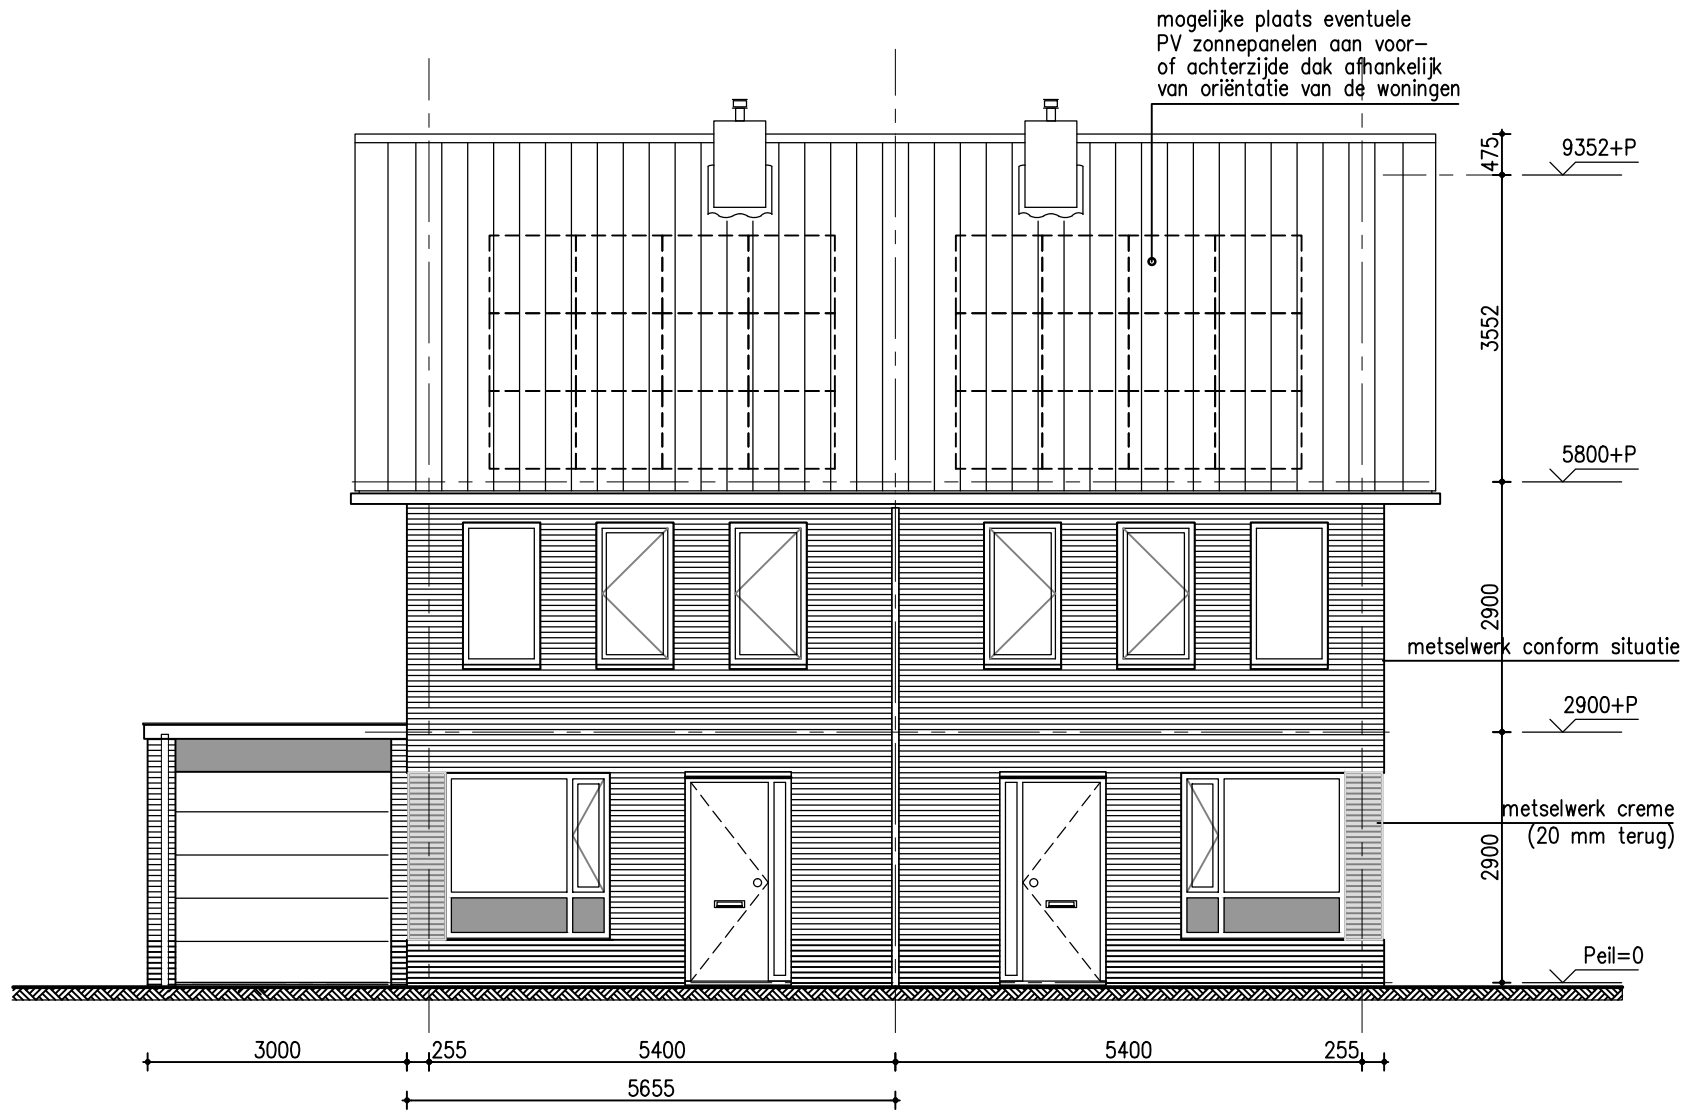 mogelijke plaats eventuele
PV zonnepanelen aan voor-
of achterzijde dak afhankelijk
van oriëntatie van de woningen
475
9352+P
3552
5800+P
2900
metselwerk conform situatie
2900+P
metselwerk creme
(20 mm terug)
2900
Peil=0
3000
255
5400
5400
255
5655